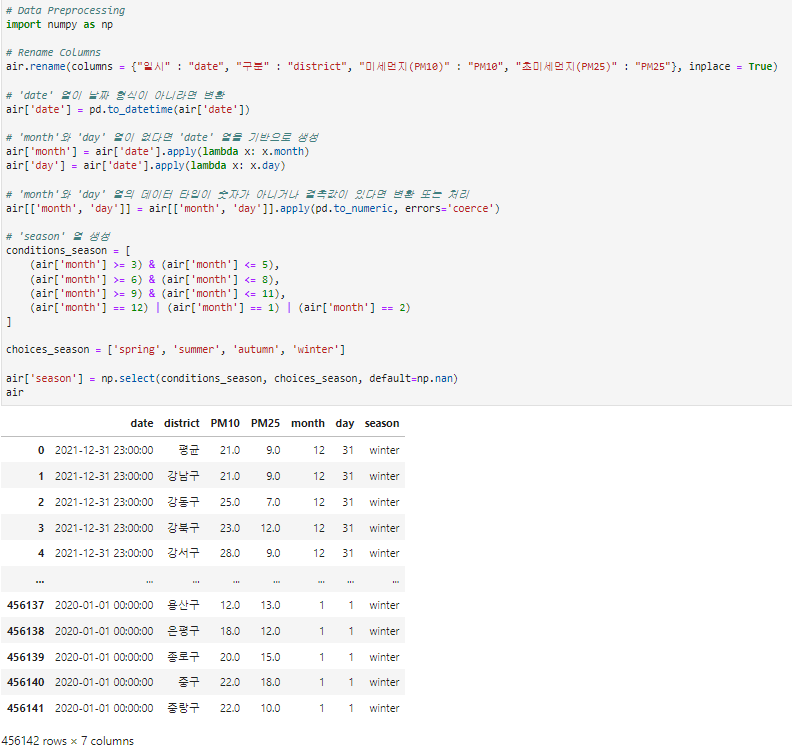 # Data Preprocessing
import numpy as np
# Rename Columns
air.rename(columns = {"일시" : "date", "구분" : "district", "미세먼지(PM10)" : "PM10", "초미세먼지(PM25)" : "PM25"}, inplace = True)
# 'date' 열이 날짜 형식이 아니라면 변환
air['date'] = pd.to_datetime(air['date'])
# 'month'와 'day' 열이 없다면 'date' 열을 기반으로 생성
air['month'] = air['date'].apply(lambda x: x.month)
air['day'] = air['date'].apply(lambda x: x.day)
# 'month'와 'day' 열의 데이터 타입이 숫자가 아니거나 결측값이 있다면 변환 또는 처리
air[['month', 'day']] = air[['month', 'day']].apply(pd.to_numeric, errors='coerce')
# 'season' 열 생성
conditions_season = [
    (air['month'] >= 3) & (air['month'] <= 5),
    (air['month'] >= 6) & (air['month'] <= 8),
    (air['month'] >= 9) & (air['month'] <= 11),
    (air['month'] == 12) | (air['month'] == 1) | (air['month'] == 2)
]
choices_season = ['spring', 'summer', 'autumn', 'winter']
air['season'] = np.select(conditions_season, choices_season, default=np.nan)
air
date district PM10 PM25 month day season
0 2021-12-31 23:00:00 평균 21.0 9.0 12 31 winter
1 2021-12-31 23:00:00 강남구 21.0 9.0 12 31 winter
2 2021-12-31 23:00:00 강동구 25.0 7.0 12 31 winter
3 2021-12-31 23:00:00 강북구 23.0 12.0 12 31 winter
4 2021-12-31 23:00:00 강서구 28.0 9.0 12 31 winter
... ... ... ... ... ... ... ...
456137 2020-01-01 00:00:00 용산구 12.0 13.0 1 1 winter
456138 2020-01-01 00:00:00 은평구 18.0 12.0 1 1 winter
456139 2020-01-01 00:00:00 종로구 20.0 15.0 1 1 winter
456140 2020-01-01 00:00:00 중구 22.0 18.0 1 1 winter
456141 2020-01-01 00:00:00 중랑구 22.0 10.0 1 1 winter
456142 rows × 7 columns